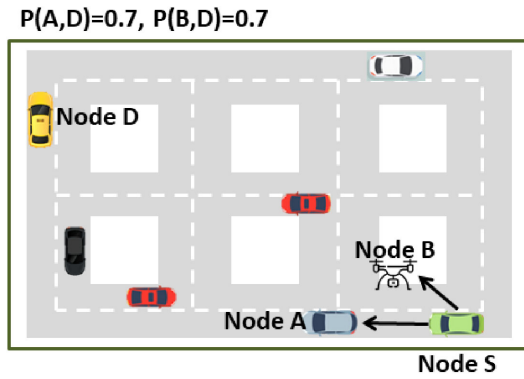 P(A,D)=0.7, P(B,D)=0.7
Node D
Node B
Node A
Node S